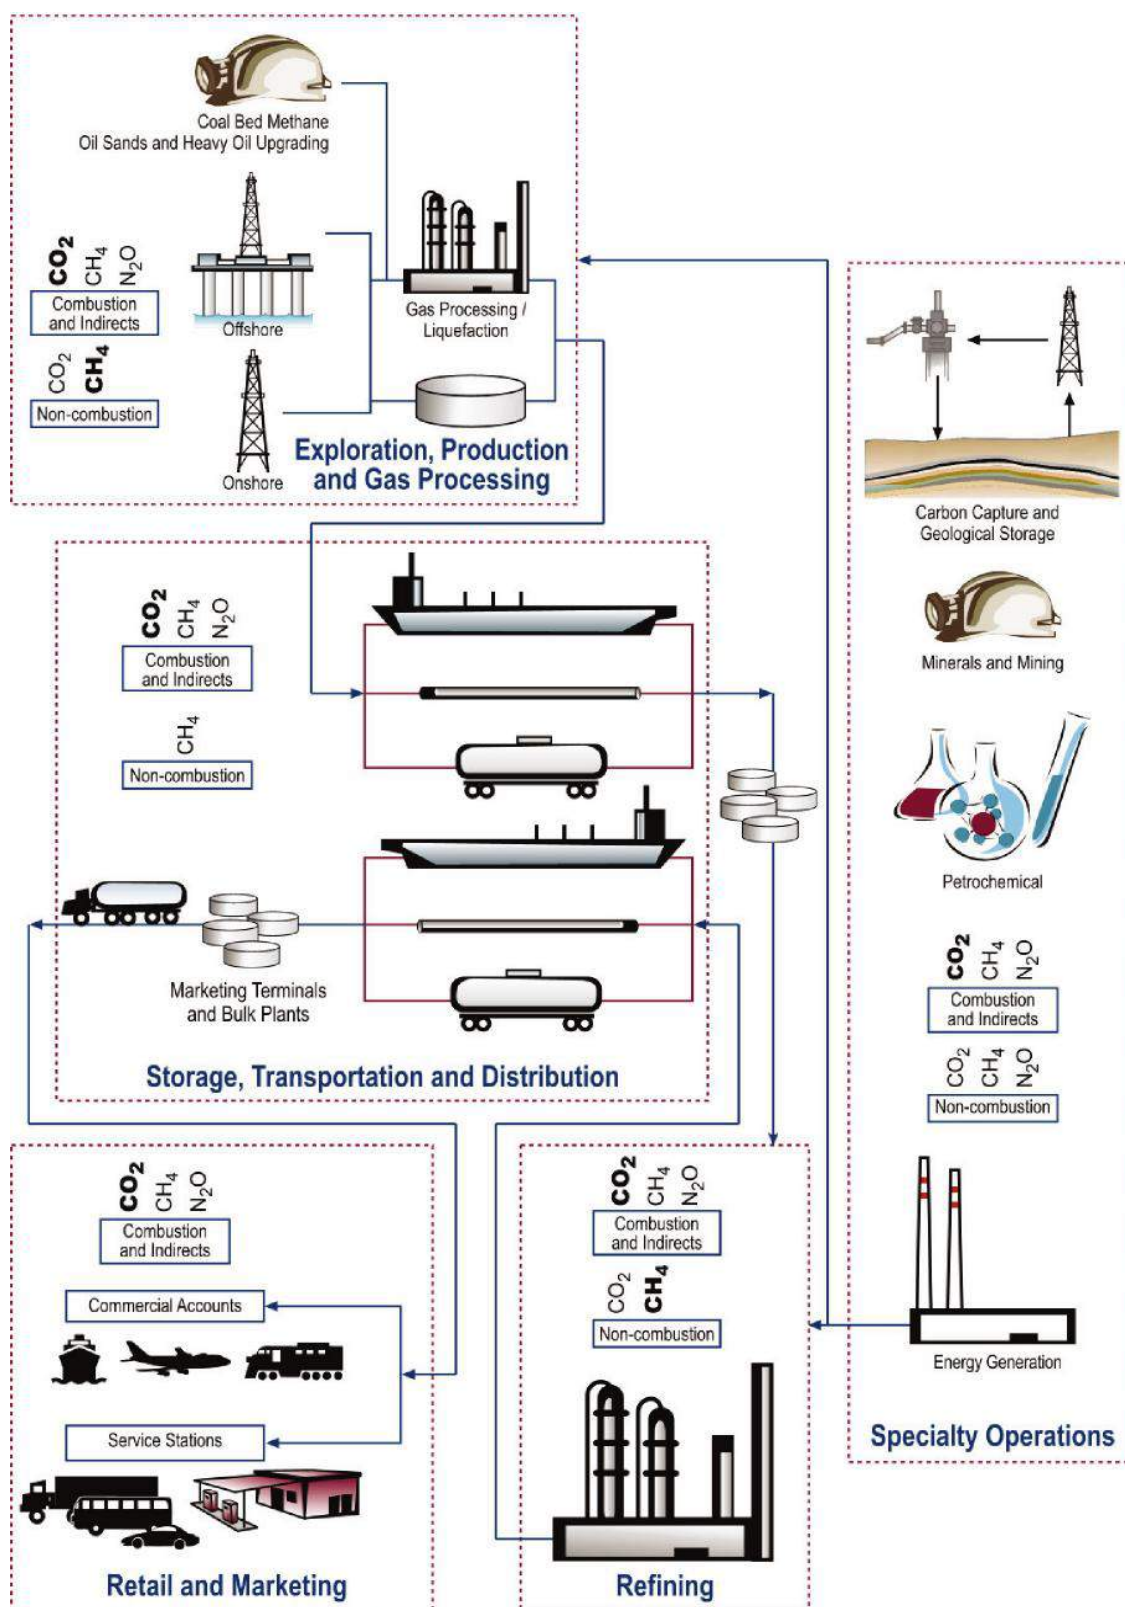 Coal Bed Methane
Oil Sands and Heavy Oil Upgrading
CO₂ CH₄ N₂O
Combustion
and Indirects
CO₂ CH₄
Non-combustion
Offshore
Onshore
Gas Processing /
Liquefaction
Exploration, Production
and Gas Processing
CO₂ CH₄ N₂O
Combustion
and Indirects
CH₄
Non-combustion
Marketing Terminals
and Bulk Plants
Storage, Transportation and Distribution
Carbon Capture and
Geological Storage
Minerals and Mining
Petrochemical
CO₂ CH₄ N₂O
Combustion
and Indirects
CO₂ CH₄ N₂O
Non-combustion
Energy Generation
Specialty Operations
CO₂ CH₄ N₂O
Combustion
and Indirects
Commercial Accounts
Service Stations
Retail and Marketing
CO₂ CH₄ N₂O
Combustion
and Indirects
CO₂ CH₄
Non-combustion
Refining